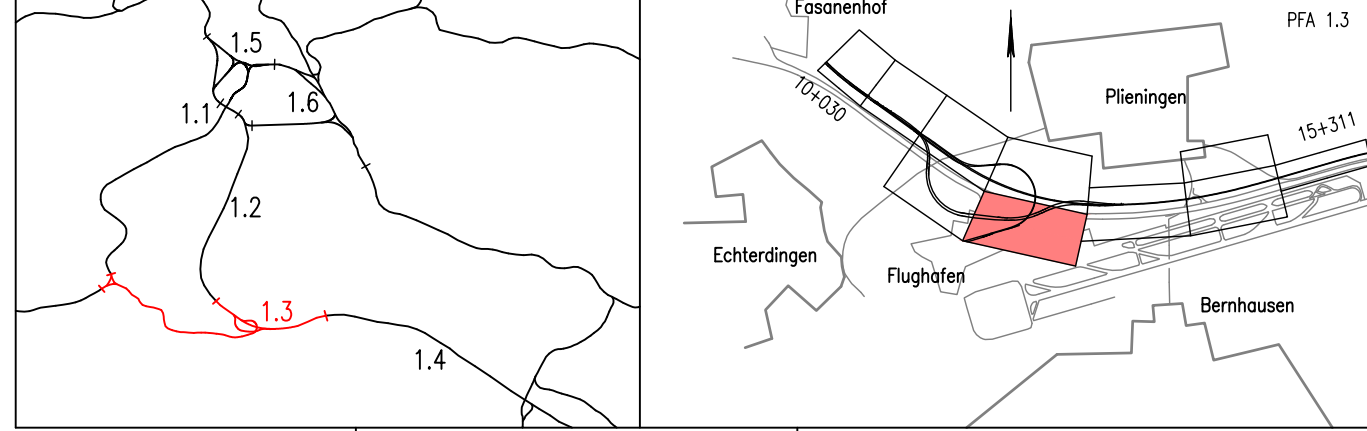 1.5
1.1
1.6
1.2
1.3
1.4
Fasanenhof
PFA 1.3
10+030
Plieningen
15+311
Echterdingen
Flughafen
Bernhausen